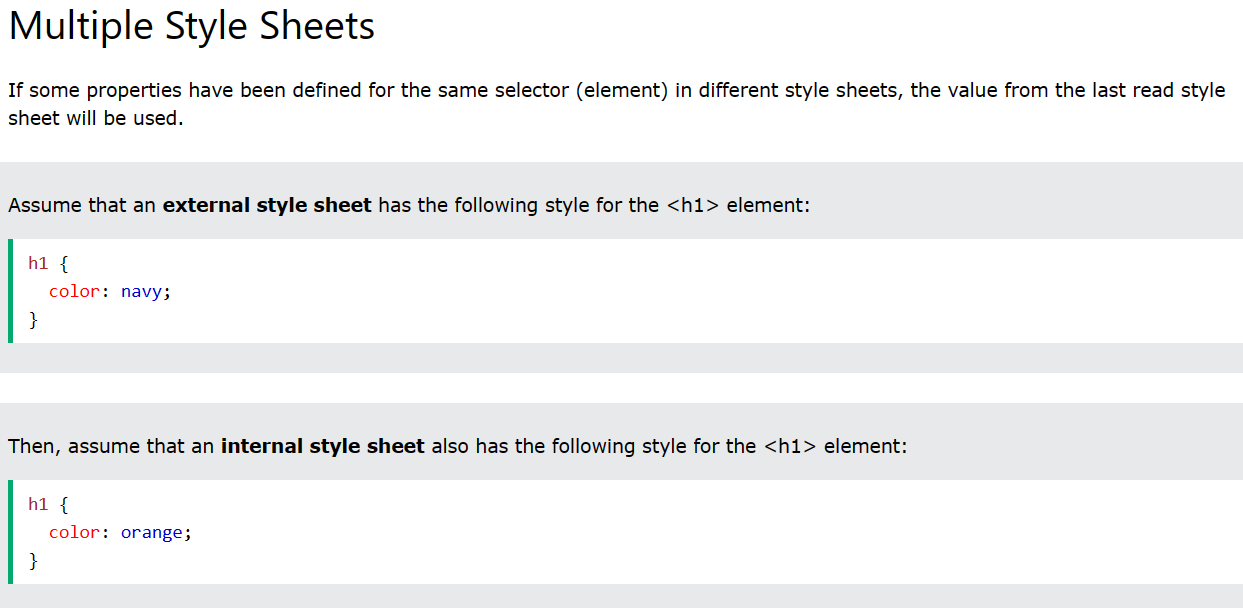 Multiple Style Sheets
If some properties have been defined for the same selector (element) in different style sheets, the value from the last read style
sheet will be used.
Assume that an external style sheet has the following style for the <h1> element:
h1 {
  color: navy;
}
Then, assume that an internal style sheet also has the following style for the <h1> element:
h1 {
  color: orange;
}